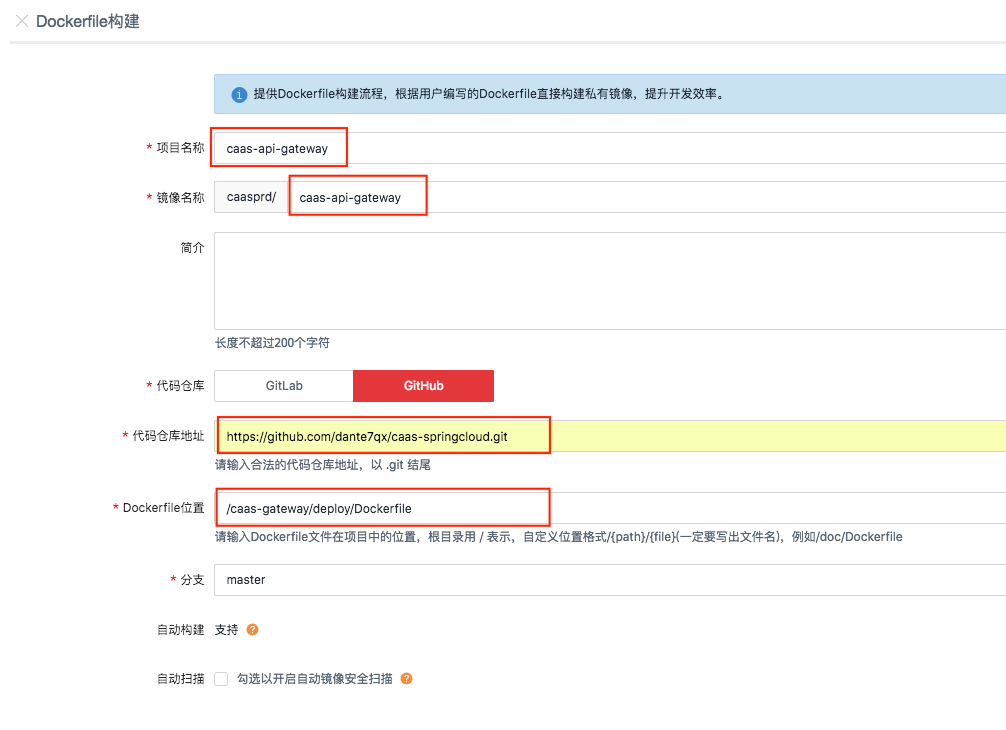 Dockerfile构建
提供Dockerfile构建流程，根据用户编写的Dockerfile直接构建私有镜像，提升开发效率。
* 项目名称 caas-api-gateway
* 镜像名称 caasprd/ caas-api-gateway
简介
长度不超过200个字符
* 代码仓库 GitLab GitHub
* 代码仓库地址 https://github.com/dante7qx/caas-springcloud.git
请输入合法的代码仓库地址，以 .git 结尾
* Dockerfile位置 /caas-gateway/deploy/Dockerfile
请输入Dockerfile文件在项目中的位置，根目录用 / 表示，自定义位置格式/{path}/{file}(一定要写出文件名)，例如/doc/Dockerfile
* 分支 master
自动构建 支持 ?
自动扫描 勾选以开启自动镜像安全扫描 ?